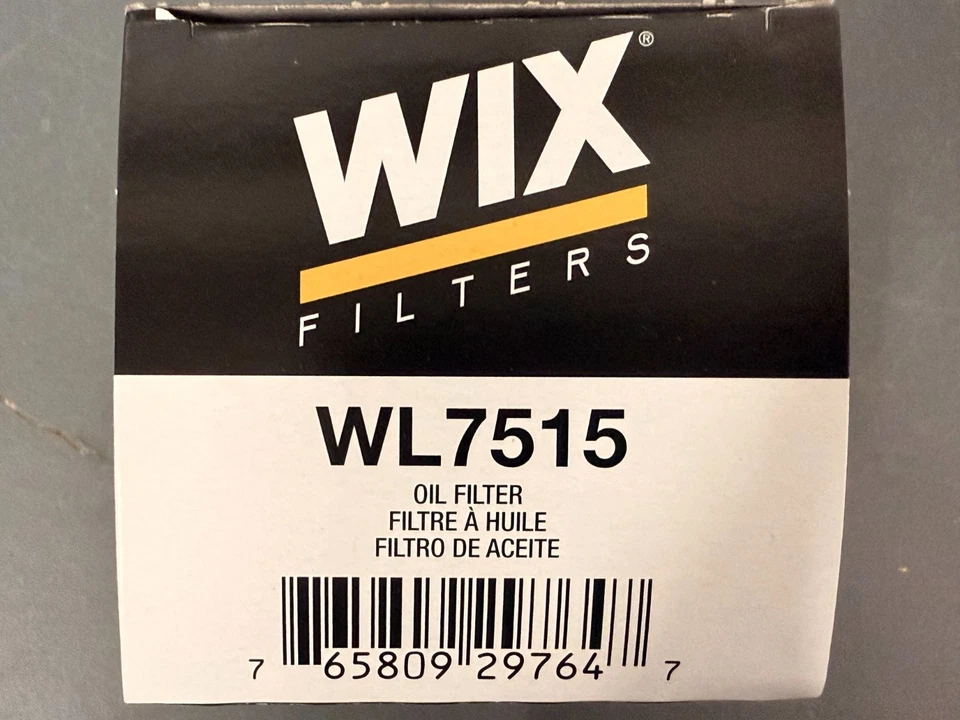 WIX®
FILTERS
WL7515
OIL FILTER
FILTRE À HUILE
FILTRO DE ACEITE
7 65809 29764 7